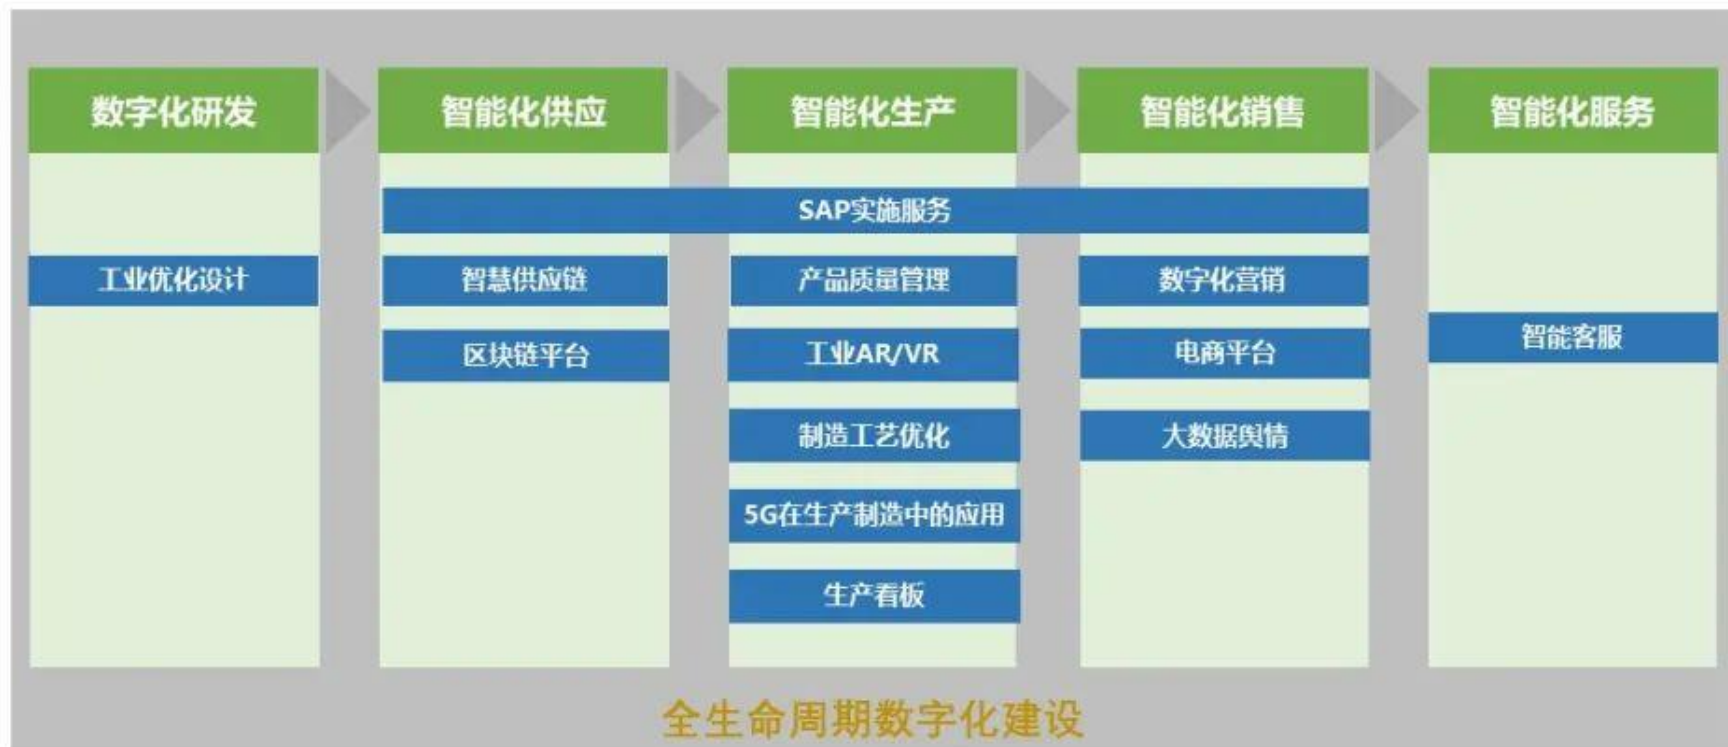 数字化研发
智能化供应
智能化生产
智能化销售
智能化服务
SAP实施服务
工业优化设计
智慧供应链
产品质量管理
数字化营销
区块链平台
工业AR/VR
电商平台
智能客服
制造工艺优化
大数据舆情
5G在生产制造中的应用
生产看板
全生命周期数字化建设